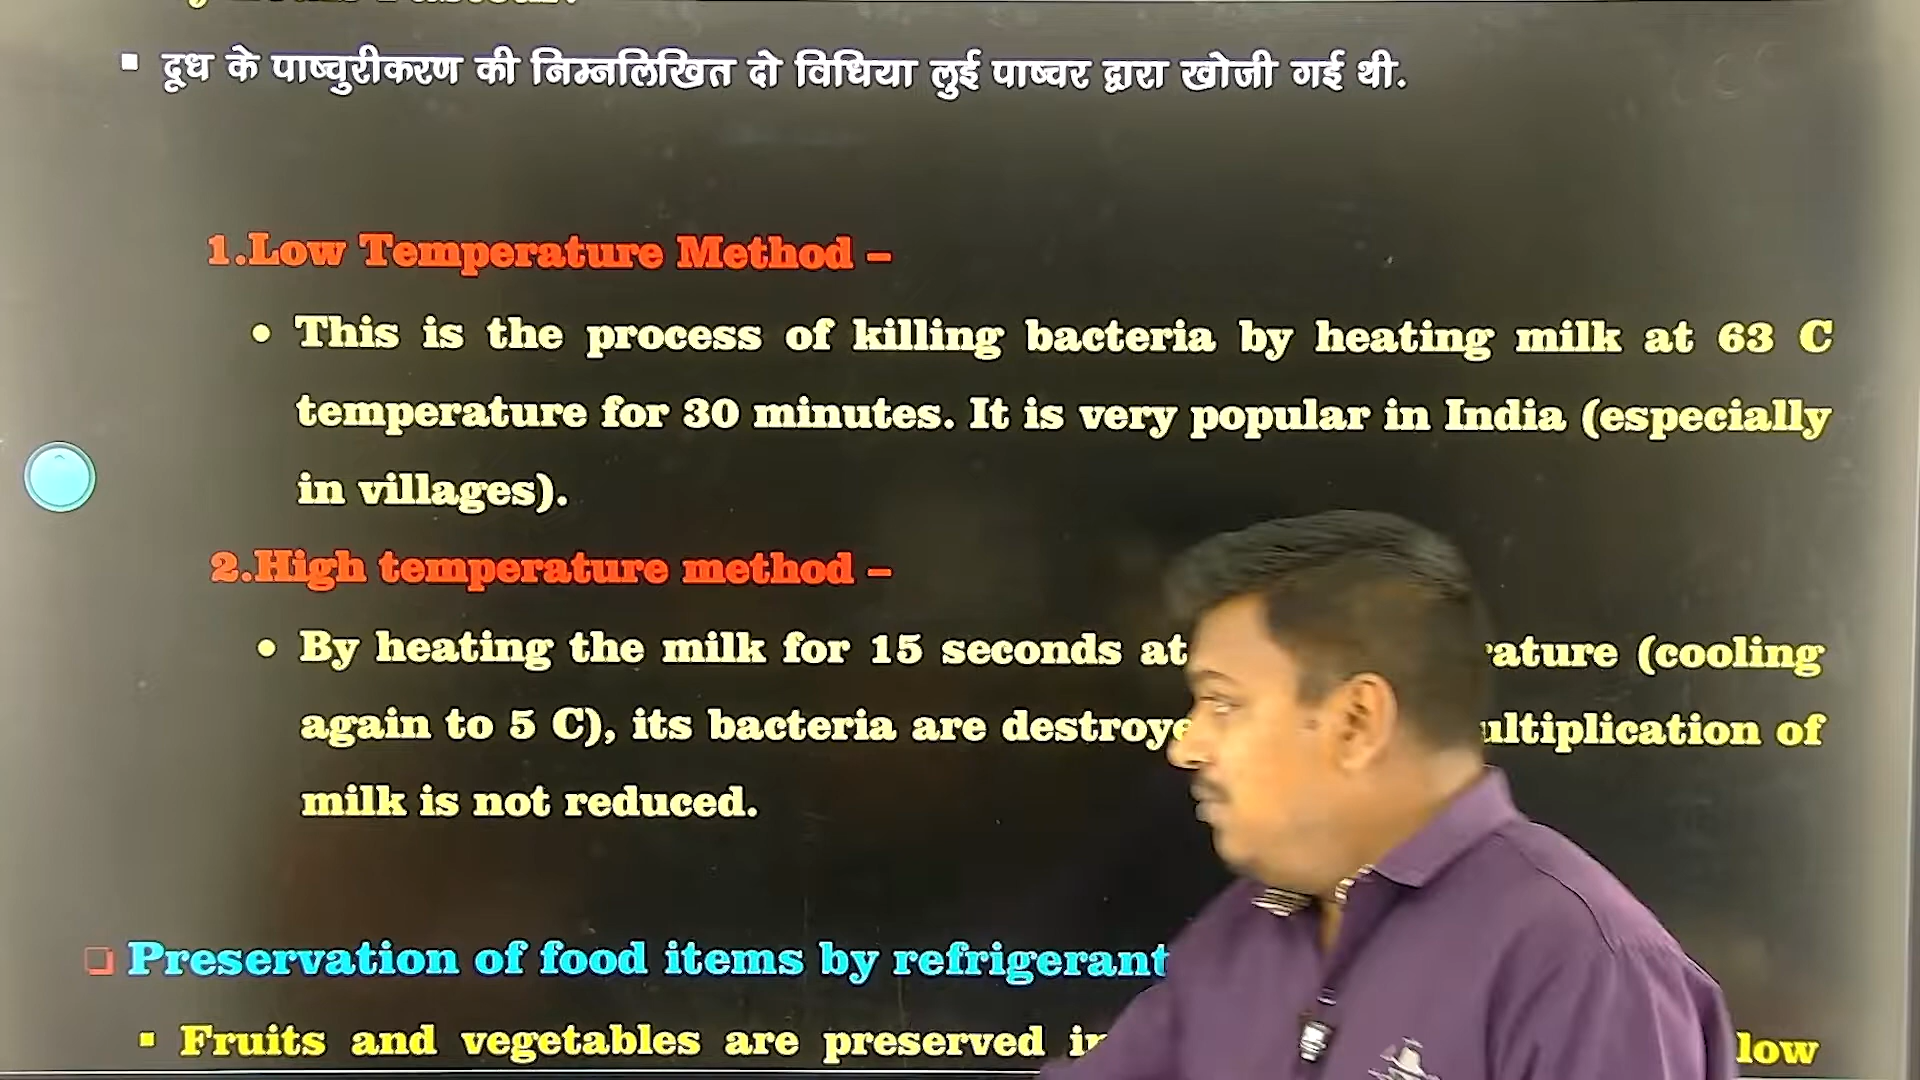 दूध के पाष्चुरीकरण की निम्नलिखित दो विधिया लुई पाष्चर द्वारा खोजी गई थी.
1.Low Temperature Method –
• This is the process of killing bacteria by heating milk at 63 C
temperature for 30 minutes. It is very popular in India (especially
in villages).
2.High temperature method –
• By heating the milk for 15 seconds at (cooling
again to 5 C), its bacteria are of
milk is not reduced.
Preservation of food items by refrigerant
Fruits and vegetables are preserved low